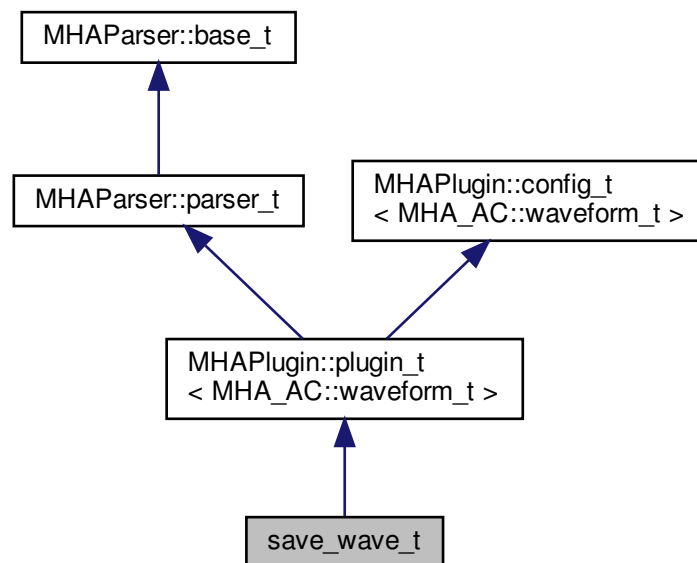 MHAParser::base_t
MHAParser::parser_t
MHAPlugin::config_t
< MHA_AC::waveform_t >
MHAPlugin::plugin_t
< MHA_AC::waveform_t >
save_wave_t